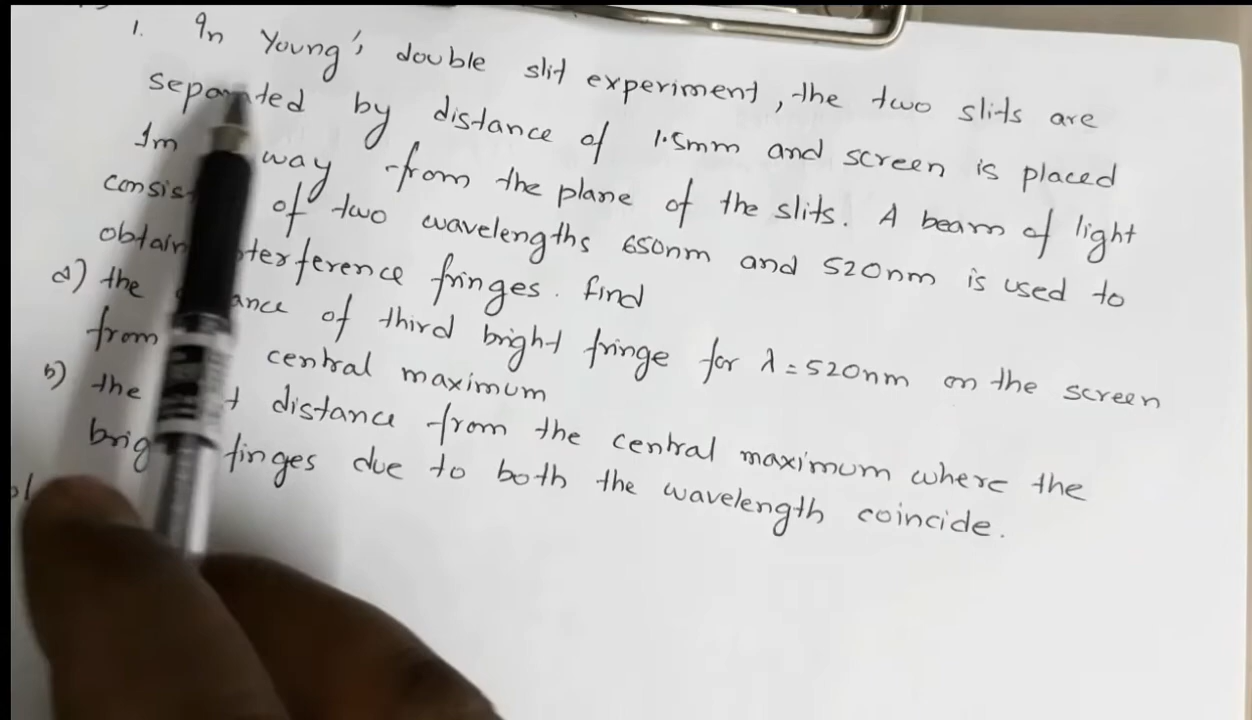 1. In Young's double slit experiment, the two slits are
separated by distance of 1.5mm and screen is placed
1m way from the plane of the slits. A beam of light
consis of two wavelengths 650nm and 520nm is used to
obtain terference fringes. find
a) the ance of third bright fringe for λ = 520nm on the screen
from central maximum
b) the t distance from the central maximum where the
brig finges due to both the wavelength coincide.